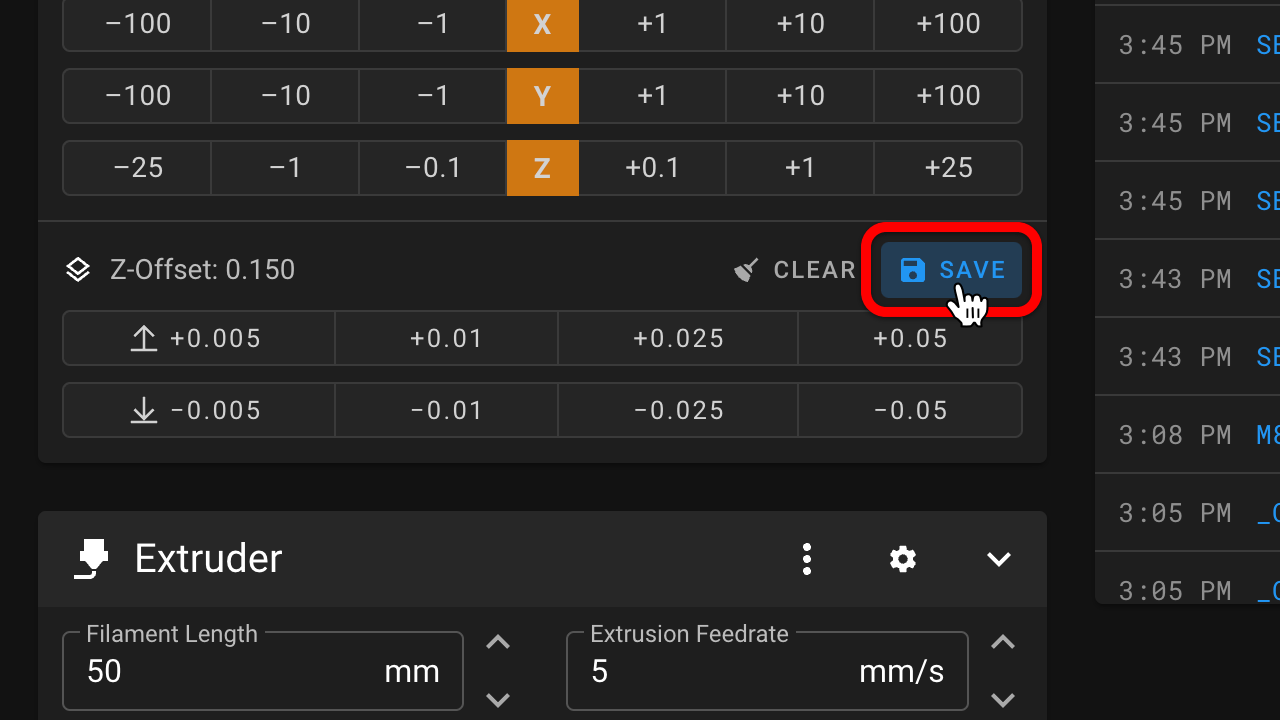 −100 −10 −1 X +1 +10 +100
−100 −10 −1 Y +1 +10 +100
−25 −1 −0.1 Z +0.1 +1 +25
Z-Offset: 0.150 CLEAR SAVE
+0.005 +0.01 +0.025 +0.05
−0.005 −0.01 −0.025 −0.05
Extruder
Filament Length Extrusion Feedrate
50 mm 5 mm/s
3:45 PM SE
3:45 PM SE
3:45 PM SE
3:43 PM SE
3:43 PM SE
3:08 PM M8
3:05 PM
3:05 PM